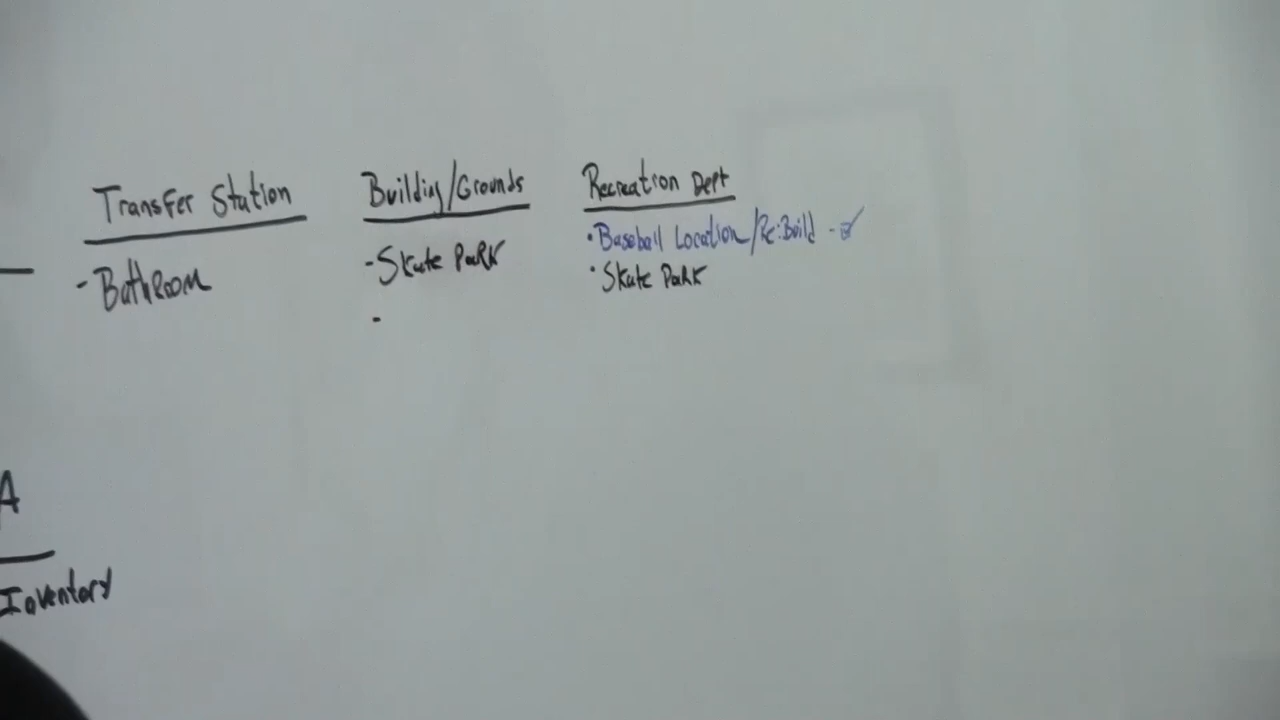 Transfer Station
- BathRoom
Building/Grounds
- Skate PaRK
-
Recreation Dept
• Baseball Location/Re:Build - ☑
• Skate PaRK
A
Inventory